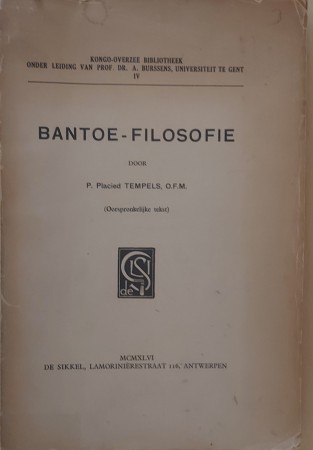 KONGO-OVERZEE BIBLIOTHEEK
ONDER LEIDING VAN PROF. DR. A. BURSSENS, UNIVERSITEIT TE GENT
IV
BANTOE-FILOSOFIE
DOOR
P. Placied TEMPELS, O.F.M.
(Oorspronkelijke tekst)
de
MCMXLVI
DE SIKKEL, LAMORINIÈRESTRAAT 116, ANTWERPEN